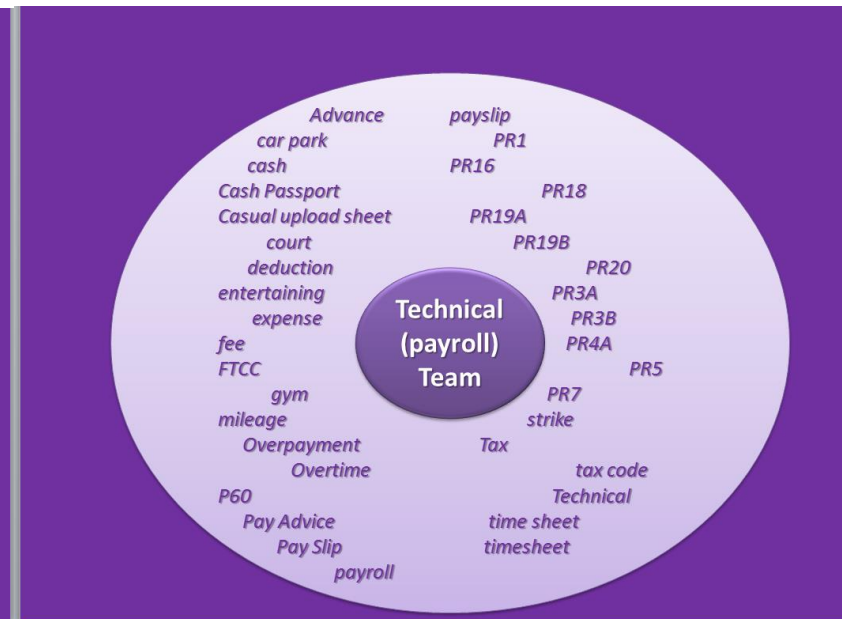 Advance payslip
car park PR1
cash PR16
Cash Passport PR18
Casual upload sheet PR19A
court PR19B
deduction PR20
entertaining PR3A
expense PR3B
fee PR4A
FTCC PR5
gym PR7
mileage strike
Overpayment Tax
Overtime tax code
P60 Technical
Pay Advice time sheet
Pay Slip timesheet
payroll
Technical
(payroll)
Team